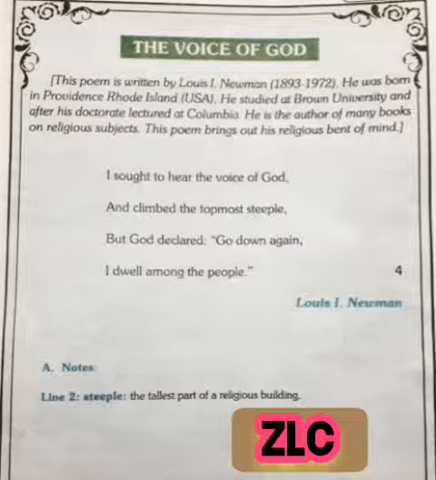 THE VOICE OF GOD
[This poem is written by Louis I. Newman (1893-1972). He was born
in Providence Rhode Island (USA). He studied at Brown University and
after his doctorate lectured at Columbia. He is the author of many books
on religious subjects. This poem brings out his religious bent of mind.]
I sought to hear the voice of God,
And climbed the topmost steeple,
But God declared: "Go down again,
I dwell among the people." 4
Louis I. Newman
A. Notes:
Line 2: steeple: the tallest part of a religious building.
ZLC